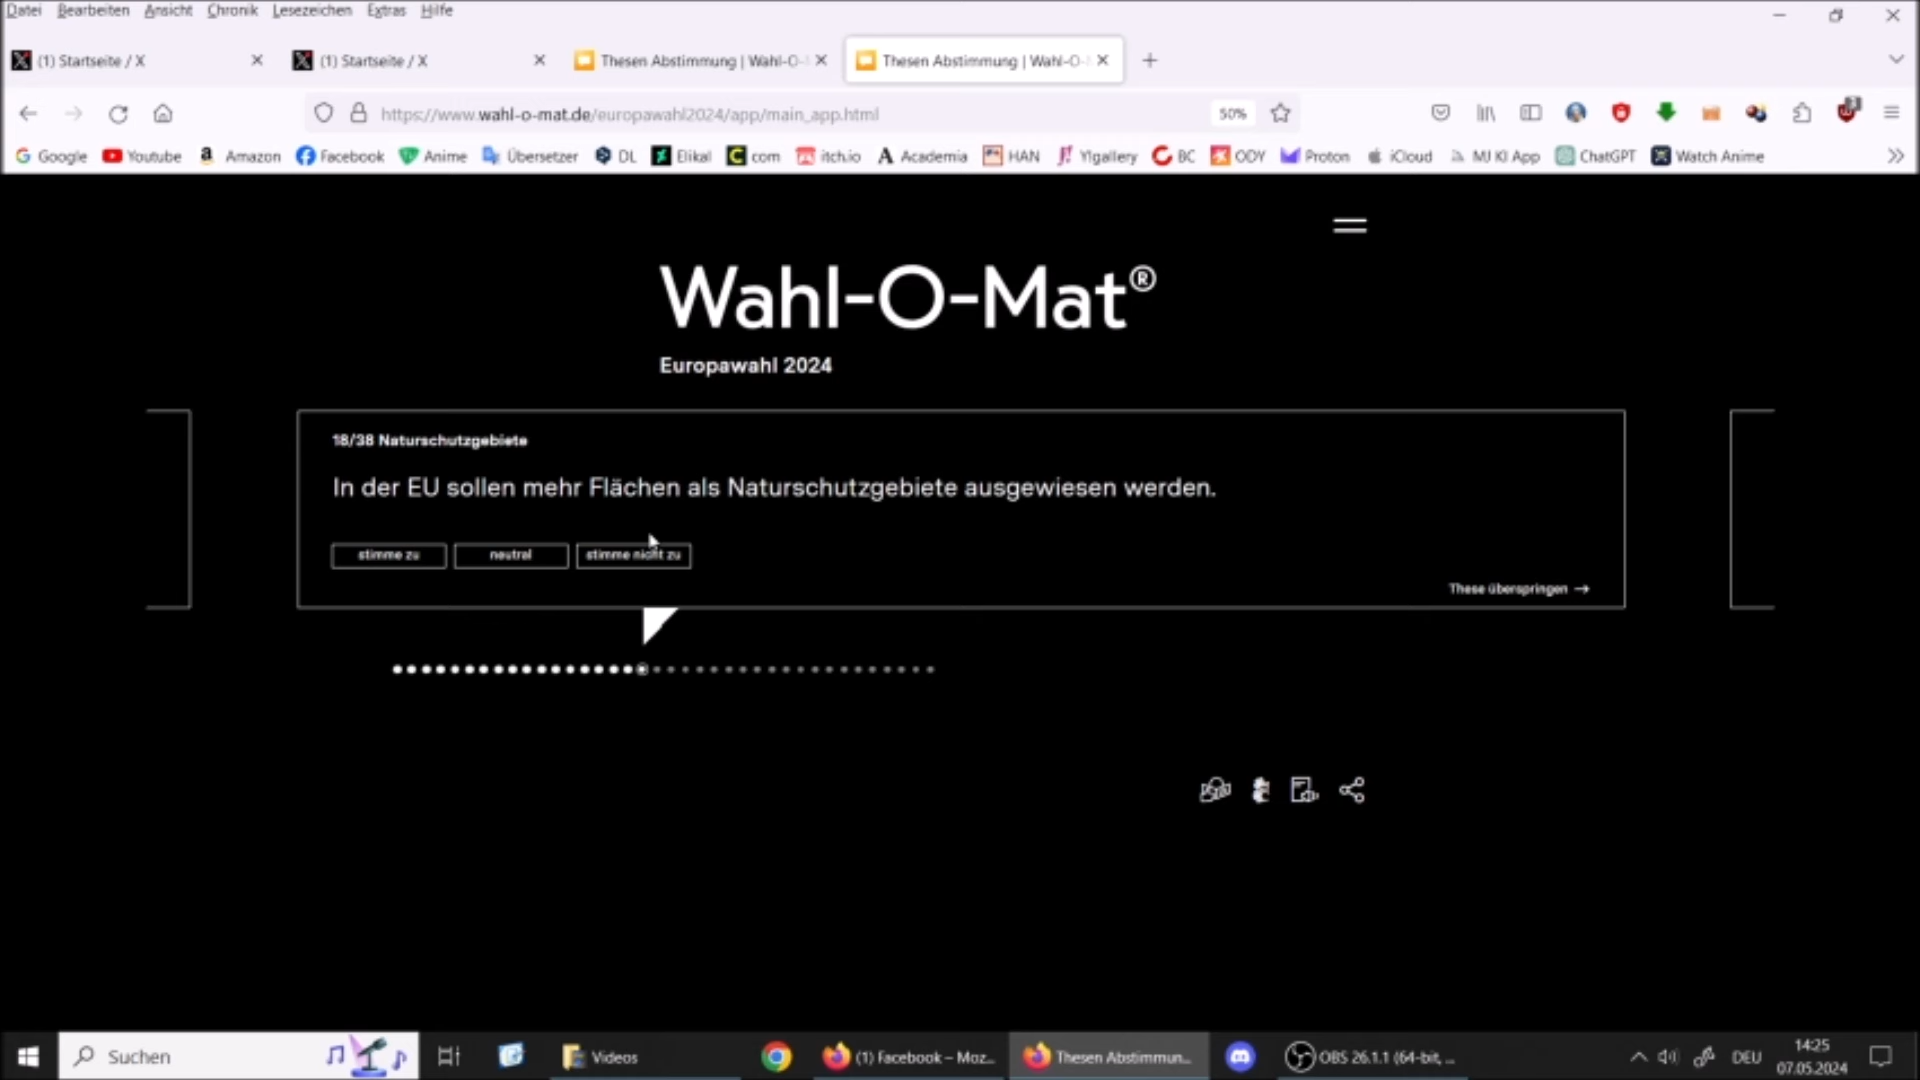 Datei Bearbeiten Ansicht Chronik Lesezeichen Extras Hilfe
(1) Startseite / X (1) Startseite / X Thesen Abstimmung | Wahl-O- Thesen Abstimmung | Wahl-O-
https://www.wahl-o-mat.de/europawahl2024/app/main_app.html 50%
Google Youtube Amazon Facebook Anime Übersetzer DL Elikal com itch.io Academia HAN Y!gallery BC ODY Proton iCloud MJ KI App ChatGPT Watch Anime
Wahl-O-Mat®
Europawahl 2024
18/38 Naturschutzgebiete
In der EU sollen mehr Flächen als Naturschutzgebiete ausgewiesen werden.
stimme zu neutral stimme nicht zu
These überspringen →
Suchen Videos (1) Facebook – Moz... Thesen Abstimmun... OBS 26.1.1 (64-bit, ... DEU 14:25
07.05.2024